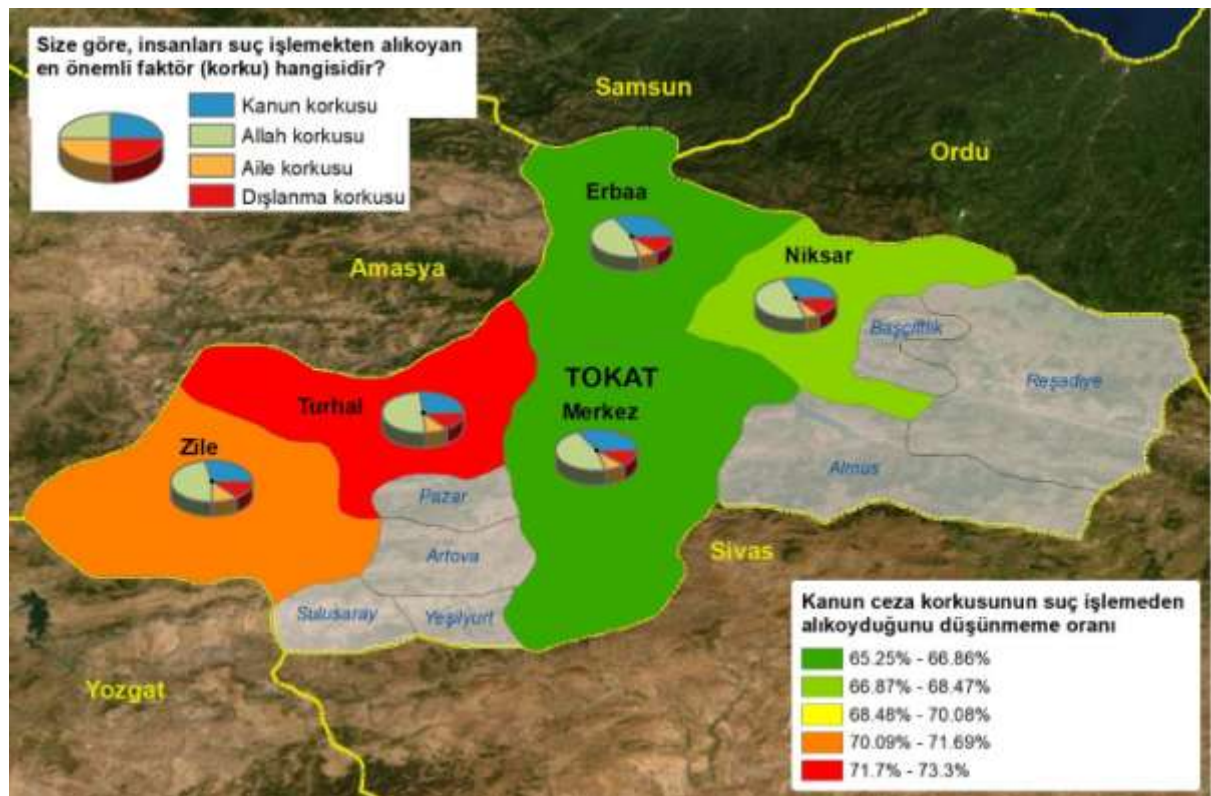 Size göre, insanları suç işlemekten alıkoyan
en önemli faktör (korku) hangisidir?
Kanun korkusu
Allah korkusu
Aile korkusu
Dışlanma korkusu
Samsun
Ordu
Erbaa
Niksar
Amasya
Başçiftlik
Reşadiye
TOKAT
Turhal
Merkez
Zile
Almus
Pazar
Artova
Sivas
Sulusaray
Yeşilyurt
Yozgat
Kanun ceza korkusunun suç işlemeden
alıkoyduğunu düşünmeme oranı
65.25% - 66.86%
66.87% - 68.47%
68.48% - 70.08%
70.09% - 71.69%
71.7% - 73.3%